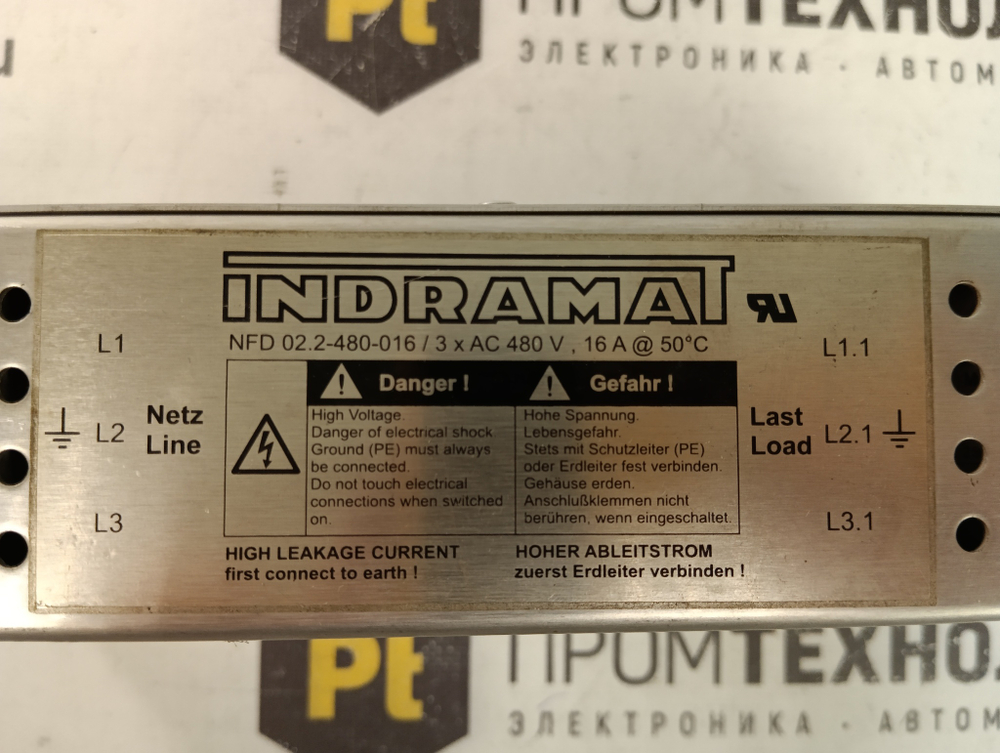 Pt
ПРОМТЕХНОЛ
ЭЛЕКТРОНИКА · АВТОМ
INDRAMAT
NFD 02.2-480-016 / 3 x AC 480 V , 16 A @ 50°C
L1
L2
L3
Netz
Line
Danger !
High Voltage.
Danger of electrical shock
Ground (PE) must always
be connected.
Do not touch electrical
connections when switched
on.
Gefahr !
Hohe Spannung.
Lebensgefahr.
Stets mit Schutzleiter (PE)
oder Erdleiter fest verbinden.
Gehäuse erden.
Anschlußklemmen nicht
berühren, wenn eingeschaltet.
Last
Load
L1.1
L2.1
L3.1
HIGH LEAKAGE CURRENT
first connect to earth !
HOHER ABLEITSTROM
zuerst Erdleiter verbinden !
Pt
ПРОМТЕХНОЛ
ЭЛЕКТРОНИКА · АВТОМ